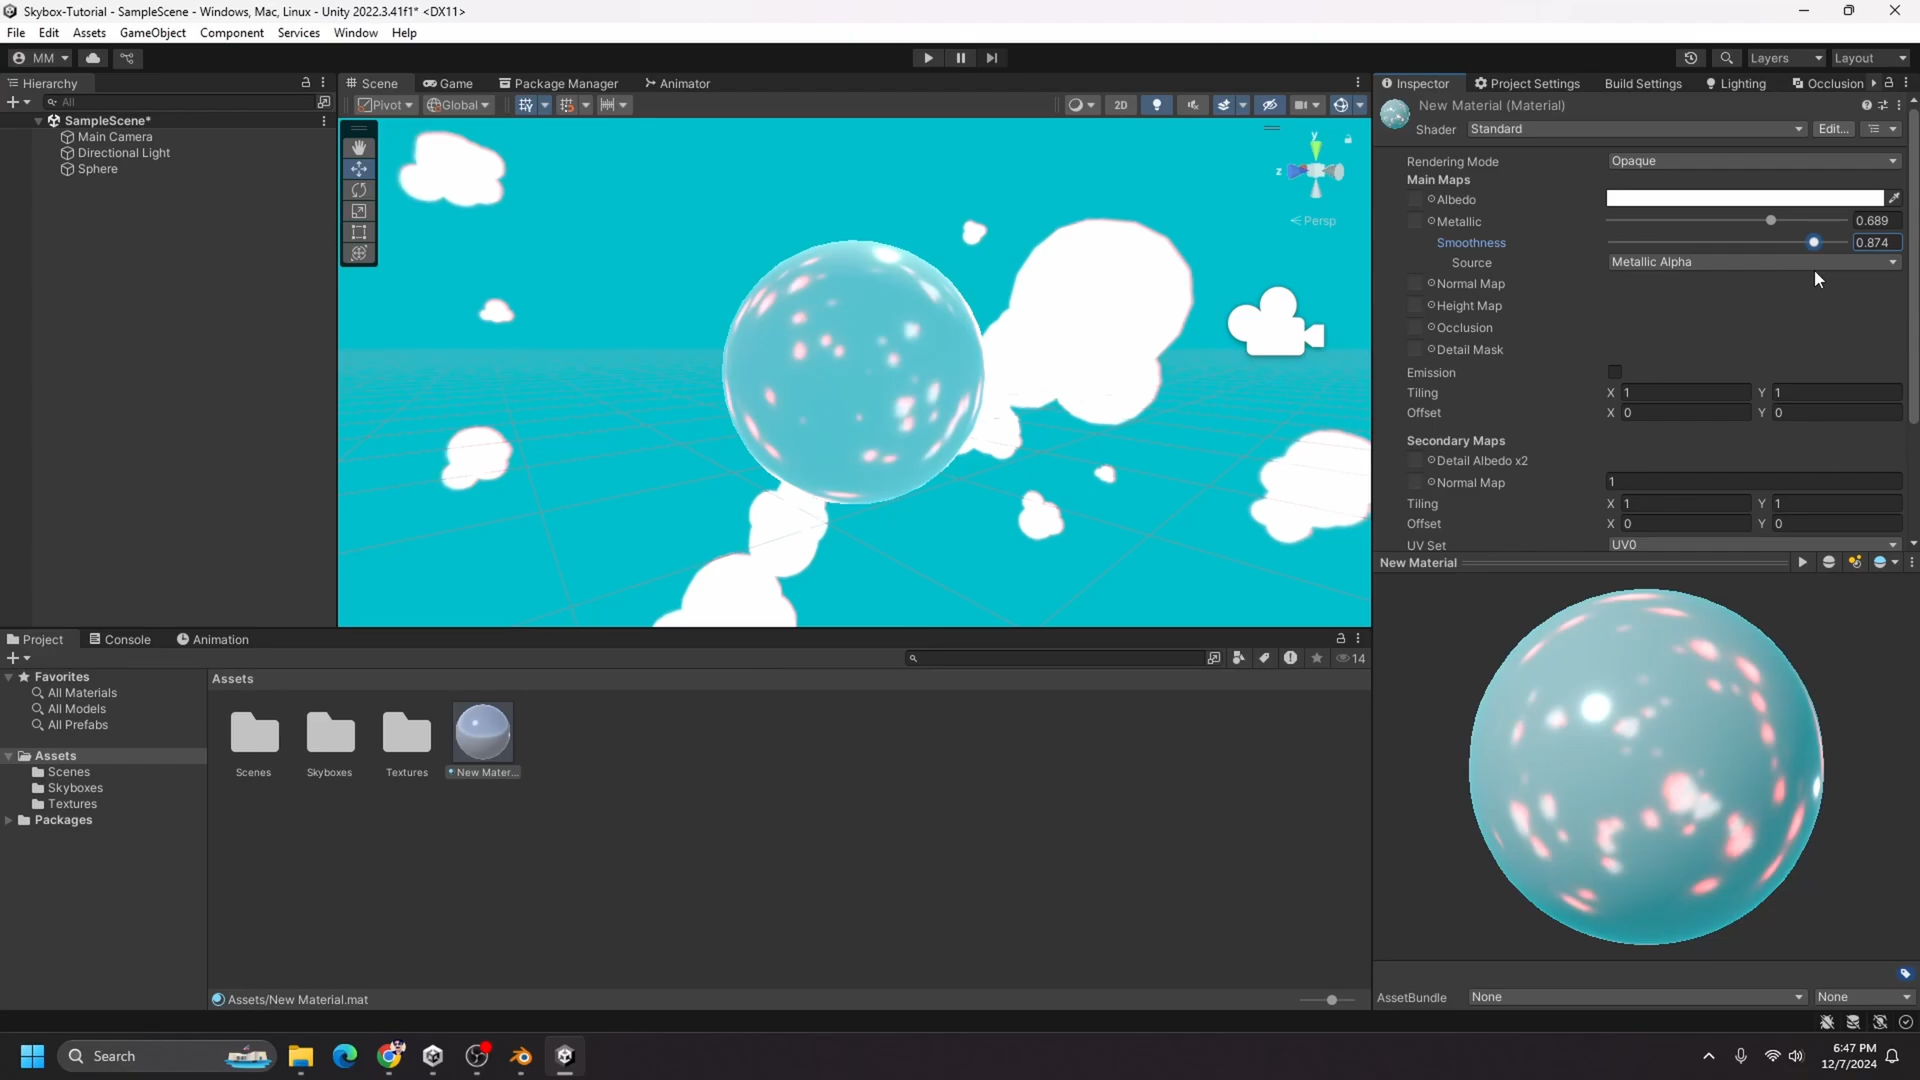 Skybox-Tutorial - SampleScene - Windows, Mac, Linux - Unity 2022.3.41f1* <DX11>
File Edit Assets GameObject Component Services Window Help
MM Layers Layout
Hierarchy
All
SampleScene*
Main Camera
Directional Light
Sphere
Scene Game Package Manager Animator
Pivot Global 2D
y
z
Persp
Inspector Project Settings Build Settings Lighting Occlusion
New Material (Material)
Shader Standard Edit...
Rendering Mode Opaque
Main Maps
Albedo
Metallic 0.689
Smoothness 0.874
Source Metallic Alpha
Normal Map
Height Map
Occlusion
Detail Mask
Emission
Tiling X 1 Y 1
Offset X 0 Y 0
Secondary Maps
Detail Albedo x2
Normal Map 1
Tiling X 1 Y 1
Offset X 0 Y 0
UV Set UV0
New Material
AssetBundle None None
Project Console Animation
14
Favorites
All Materials
All Models
All Prefabs
Assets
Scenes
Skyboxes
Textures
Packages
Assets
Scenes Skyboxes Textures New Mater...
Assets/New Material.mat
Search
6:47 PM
12/7/2024